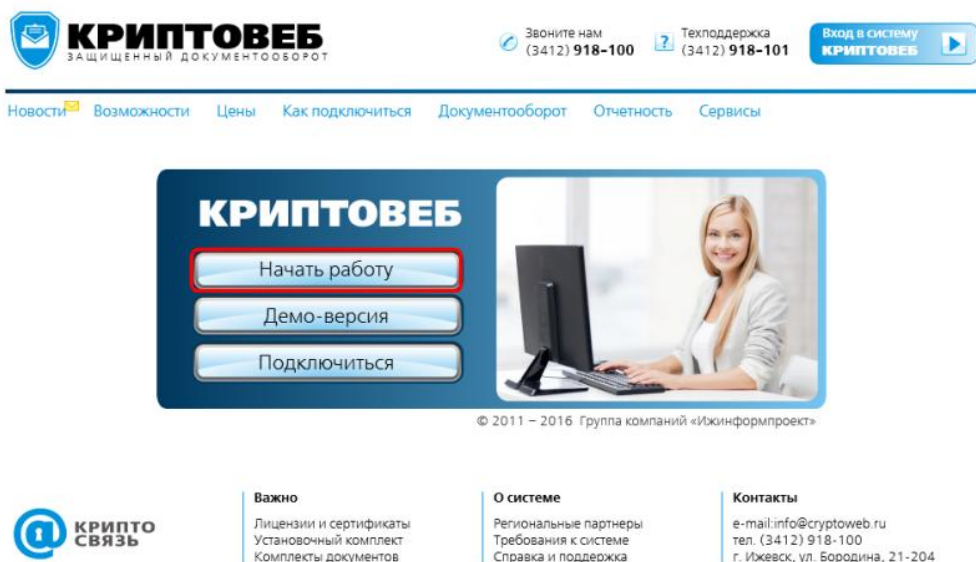 КРИПТОВЕБ
ЗАЩИЩЕННЫЙ ДОКУМЕНТООБОРОТ
Звоните нам
(3412) 918-100
Техподдержка
(3412) 918-101
Вход в систему
КРИПТОВЕБ
Новости Возможности Цены Как подключиться Документооборот Отчетность Сервисы
КРИПТОВЕБ
Начать работу
Демо-версия
Подключиться
© 2011 – 2016 Группа компаний «Ижинформпроект»
КРИПТО
СВЯЗЬ
Важно
Лицензии и сертификаты
Установочный комплект
Комплекты документов
О системе
Региональные партнеры
Требования к системе
Справка и поддержка
Контакты
e-mail:info@cryptoweb.ru
тел. (3412) 918-100
г. Ижевск, ул. Бородина, 21-204